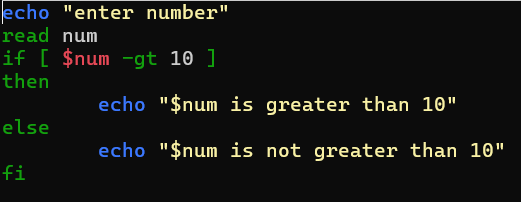 echo "enter number"
read num
if [ $num -gt 10 ]
then
        echo "$num is greater than 10"
else
        echo "$num is not greater than 10"
fi